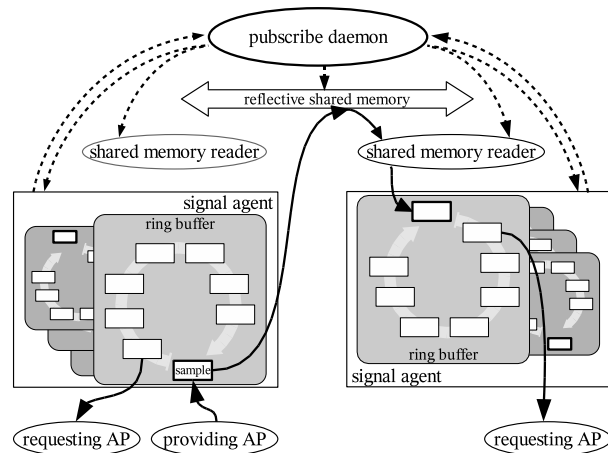 pubscribe daemon
reflective shared memory
shared memory reader
shared memory reader
signal agent
ring buffer
sample
ring buffer
signal agent
requesting AP
providing AP
requesting AP